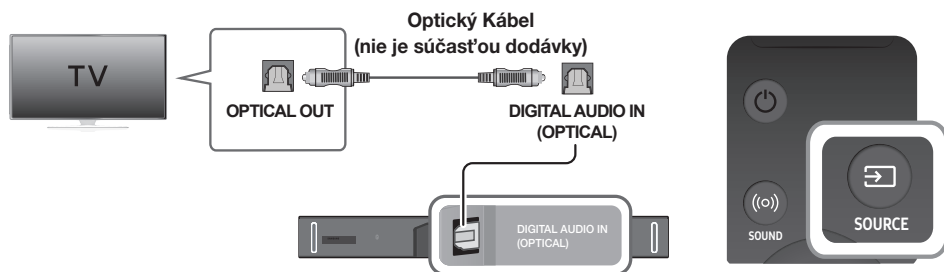 Optický Kábel
(nie je súčasťou dodávky)
TV
OPTICAL OUT
DIGITAL AUDIO IN
(OPTICAL)
DIGITAL AUDIO IN
(OPTICAL)
SOUND
SOURCE